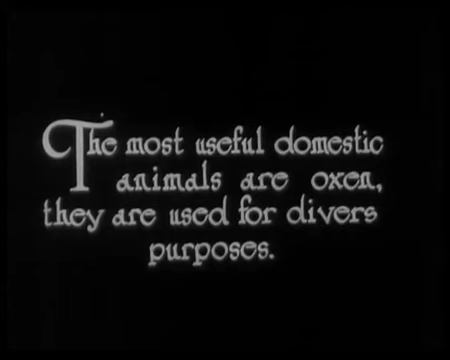 The most useful domestic
animals are oxen,
they are used for divers
purposes.